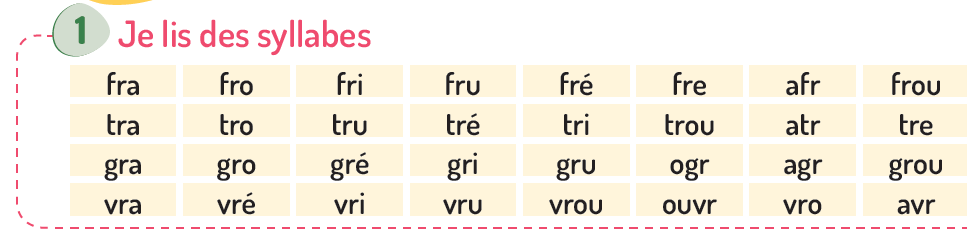 1 Je lis des syllabes
fra fro fri fru fré fre afr frou
tra tro tru tré tri trou atr tre
gra gro gré gri gru ogr agr grou
vra vré vri vru vrou ouvr vro avr